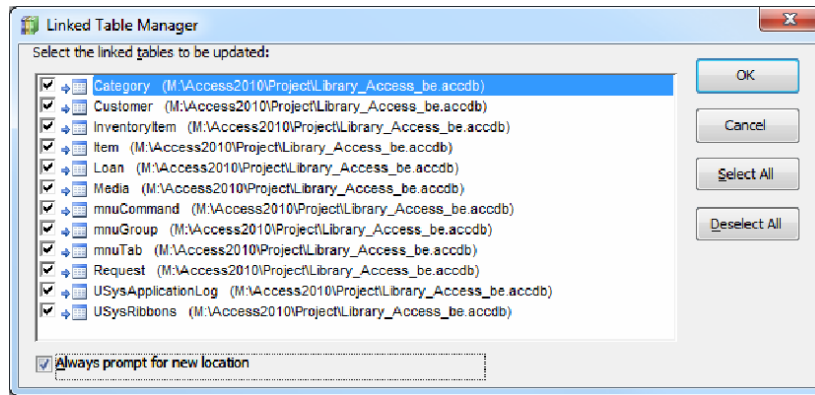 Linked Table Manager
Select the linked tables to be updated:
Category (M:\Access2010\Project\Library_Access_be.accdb)
Customer (M:\Access2010\Project\Library_Access_be.accdb)
InventoryItem (M:\Access2010\Project\Library_Access_be.accdb)
Item (M:\Access2010\Project\Library_Access_be.accdb)
Loan (M:\Access2010\Project\Library_Access_be.accdb)
Media (M:\Access2010\Project\Library_Access_be.accdb)
mnuCommand (M:\Access2010\Project\Library_Access_be.accdb)
mnuGroup (M:\Access2010\Project\Library_Access_be.accdb)
mnuTab (M:\Access2010\Project\Library_Access_be.accdb)
Request (M:\Access2010\Project\Library_Access_be.accdb)
USysApplicationLog (M:\Access2010\Project\Library_Access_be.accdb)
USysRibbons (M:\Access2010\Project\Library_Access_be.accdb)
Always prompt for new location
OK
Cancel
Select All
Deselect All